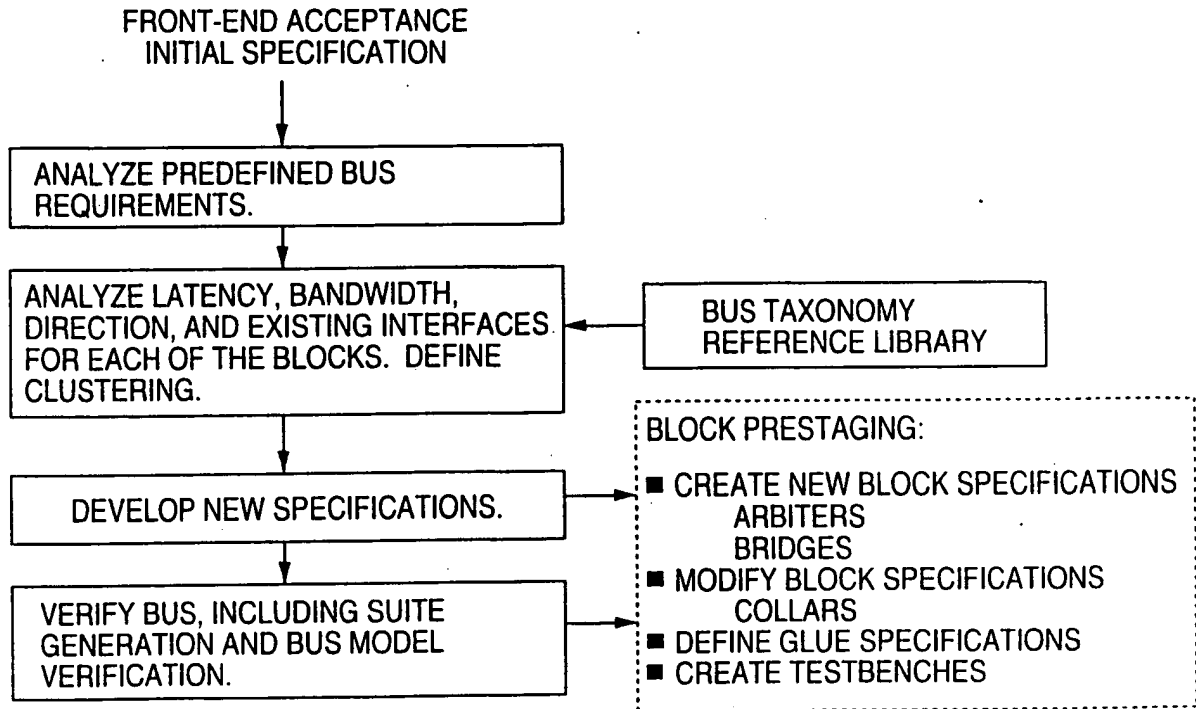 FRONT-END ACCEPTANCE
INITIAL SPECIFICATION
ANALYZE PREDEFINED BUS
REQUIREMENTS.
ANALYZE LATENCY, BANDWIDTH,
DIRECTION, AND EXISTING INTERFACES
FOR EACH OF THE BLOCKS. DEFINE
CLUSTERING.
BUS TAXONOMY
REFERENCE LIBRARY
DEVELOP NEW SPECIFICATIONS.
VERIFY BUS, INCLUDING SUITE
GENERATION AND BUS MODEL
VERIFICATION.
BLOCK PRESTAGING:
■ CREATE NEW BLOCK SPECIFICATIONS
ARBITERS
BRIDGES
■ MODIFY BLOCK SPECIFICATIONS
COLLARS
■ DEFINE GLUE SPECIFICATIONS
■ CREATE TESTBENCHES